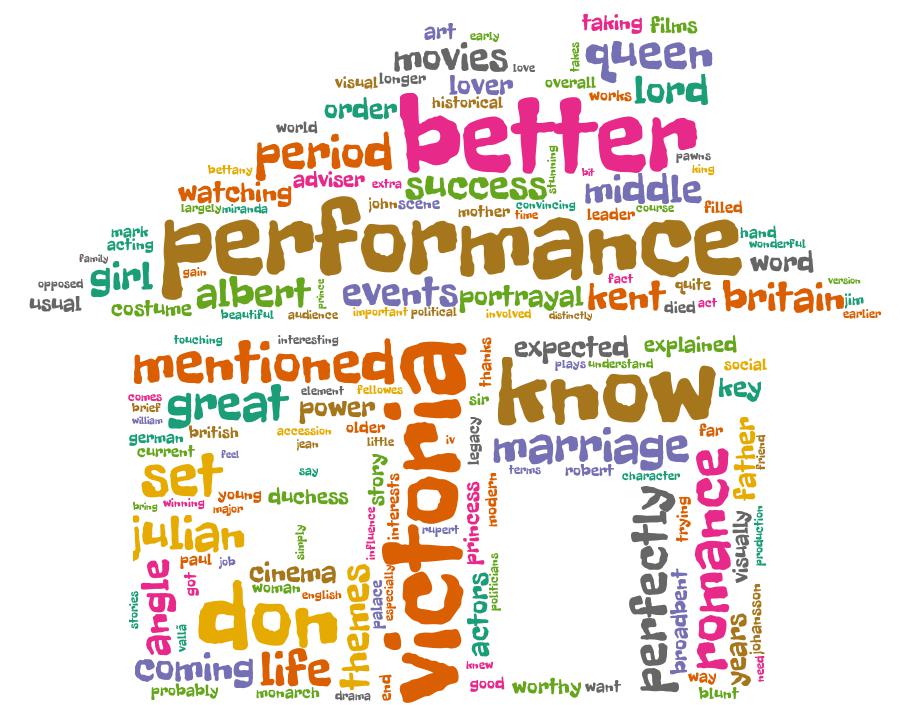 art early taking films
movies love takes queen
visual longer lover overall
order historical works lord
world better
period pawns
bettany king
watching adviser extra success stunning bit middle
largely miranda john scene mother convincing time leader course filled
mark performance hand
acting wonderful
family girl gain word
opposed version
usual costume albert prince events portrayal fact kent quite died act britain jim
beautiful audience important political involved distinctly earlier
touching interesting thanks expected explained
mentioned victoria plays understand social
comes great element fellowes sir know key
brief power
william older
german british accession jean little iv legacy marriage far father
current feel terms robert character friend
set say story romance
bring winning young duchess interests princess modern perfectly trying
major
julian simply influence rupert visually production
paul job
angle got cinema themes palace especially actors politicians broadbent
woman english
stories vallã don years johansson
coming life knew need
probably monarch drama end good worthy want way blunt